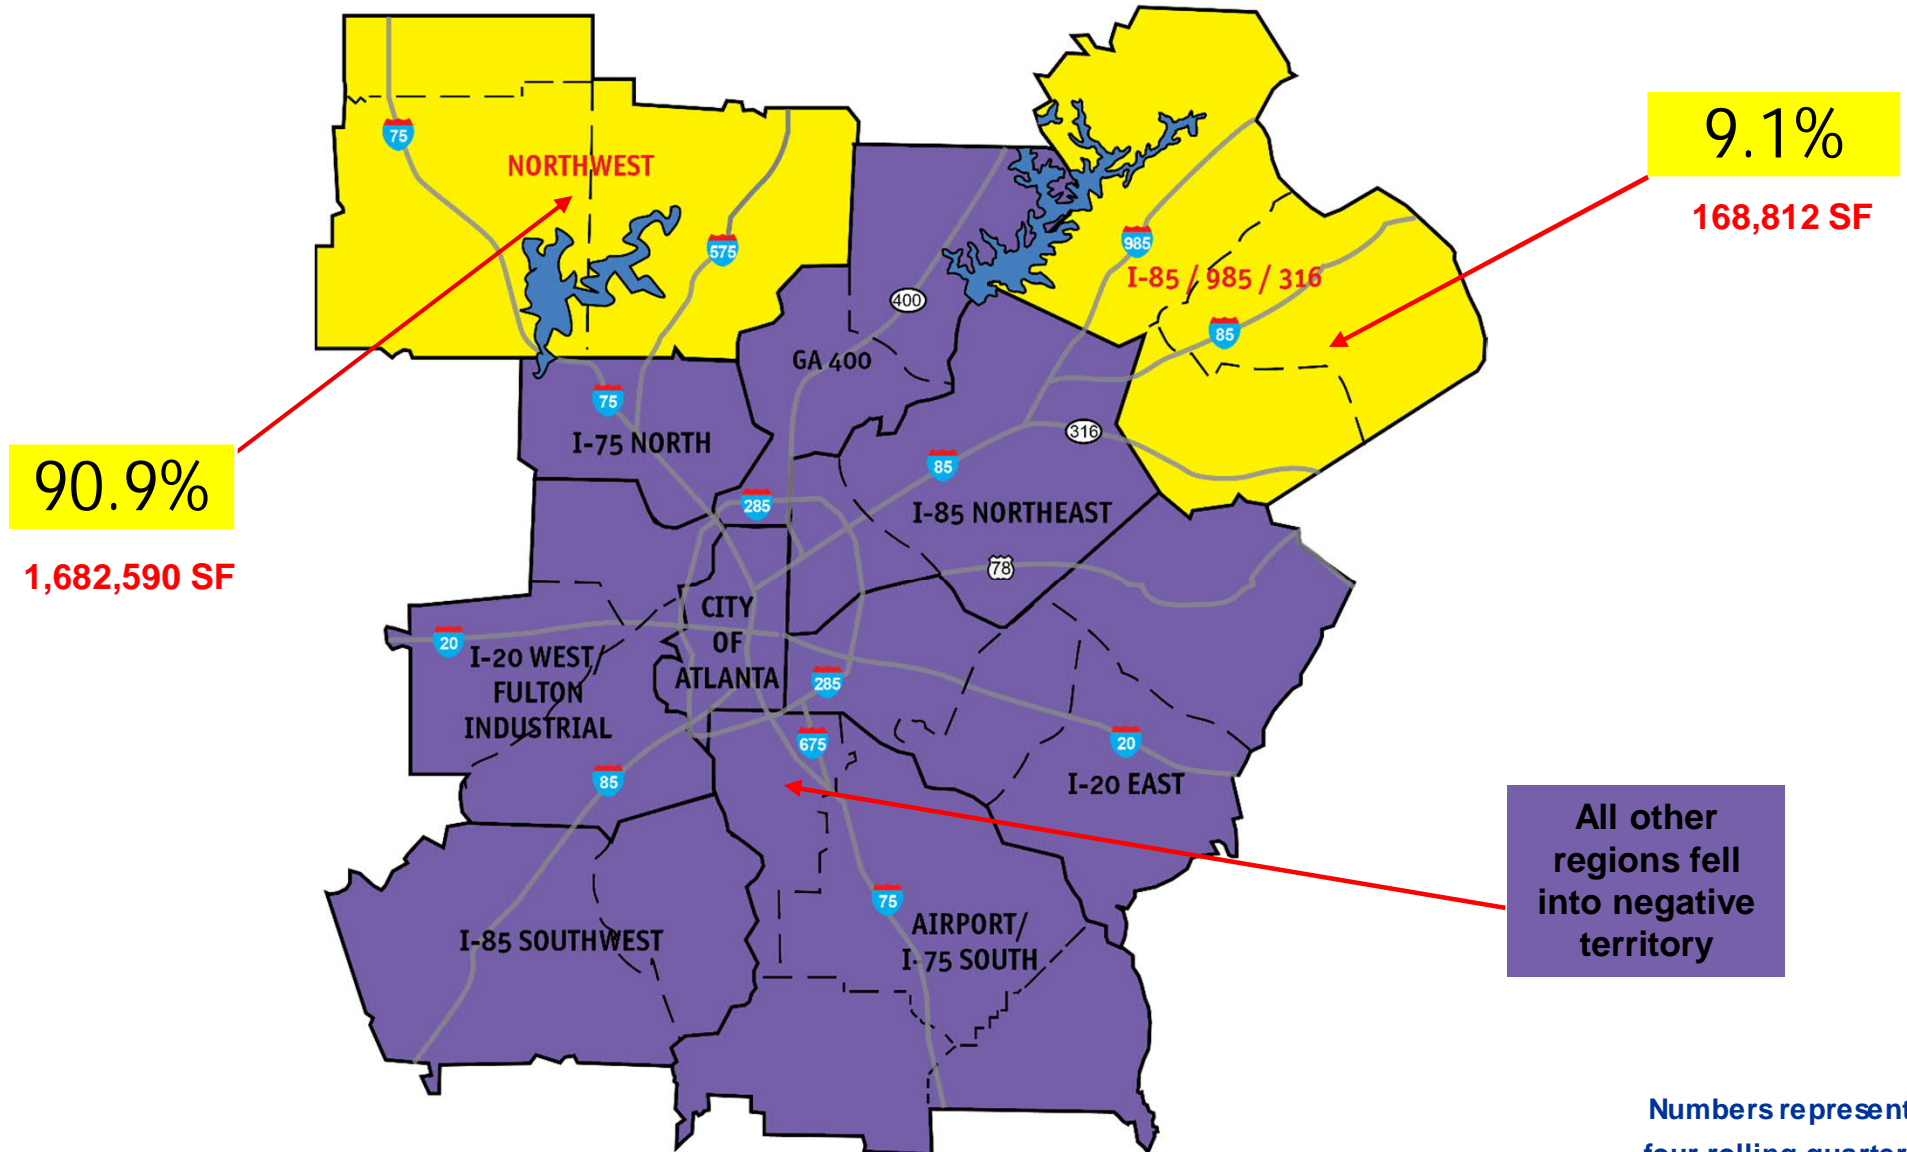 75
NORTHWEST
575
985
I-85 / 985 / 316
85
9.1%
168,812 SF
400
GA 400
75
I-75 NORTH
316
85
I-85 NORTHEAST
90.9%
1,682,590 SF
285
78
CITY
OF
ATLANTA
20
I-20 WEST/
FULTON
INDUSTRIAL
285
675
20
I-20 EAST
85
All other
regions fell
into negative
territory
75
I-85 SOUTHWEST
AIRPORT/
I-75 SOUTH
Numbers represent
four rolling quarter